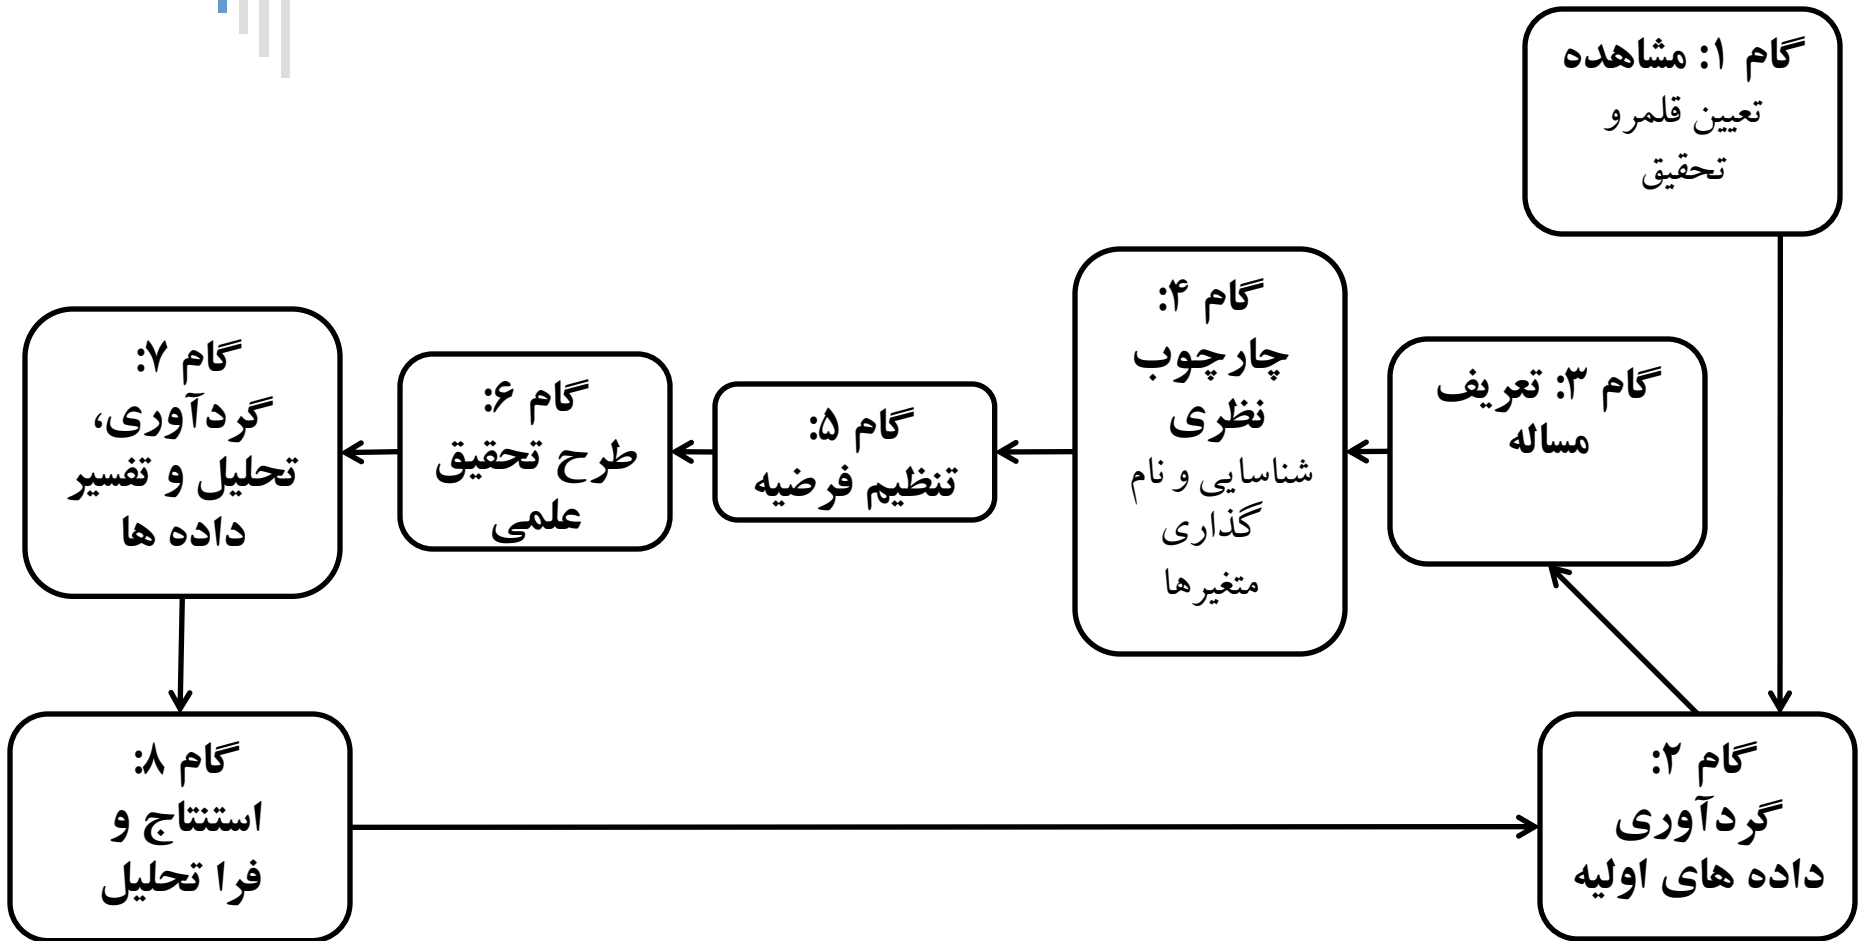 گام ۱: مشاهده
تعیین قلمرو
تحقیق
گام ۲:
گردآوری
داده های اولیه
گام ۳: تعریف
مساله
گام ۴:
چارچوب
نظری
شناسایی و نام
گذاری
متغیرها
گام ۵:
تنظیم فرضیه
گام ۶:
طرح تحقیق
علمی
گام ۷:
گردآوری،
تحلیل و تفسیر
داده ها
گام ۸:
استنتاج و
فرا تحلیل